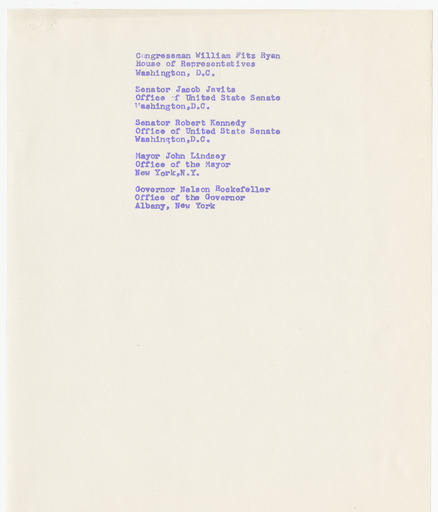 Congressman William Fitz Ryan
House of Representatives
Washington, D.C.
Senator Jacob Javits
Office of United State Senate
Washington,D.C.
Senator Robert Kennedy
Office of United State Senate
Washington,D.C.
Mayor John Lindsey
Office of the Mayor
New York,N.Y.
Governor Nelson Rockefeller
Office of the Governor
Albany, New York